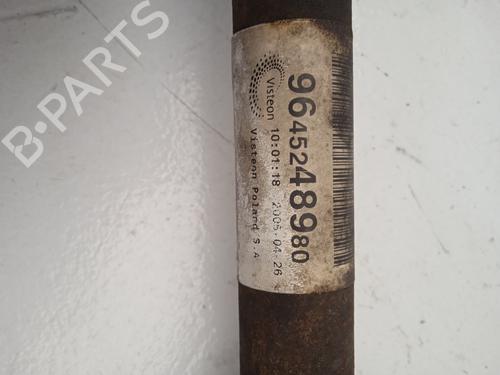 9645248980
Visteon 10:01:18 2005.04.26
Visteon Poland S.A
B-PARTS